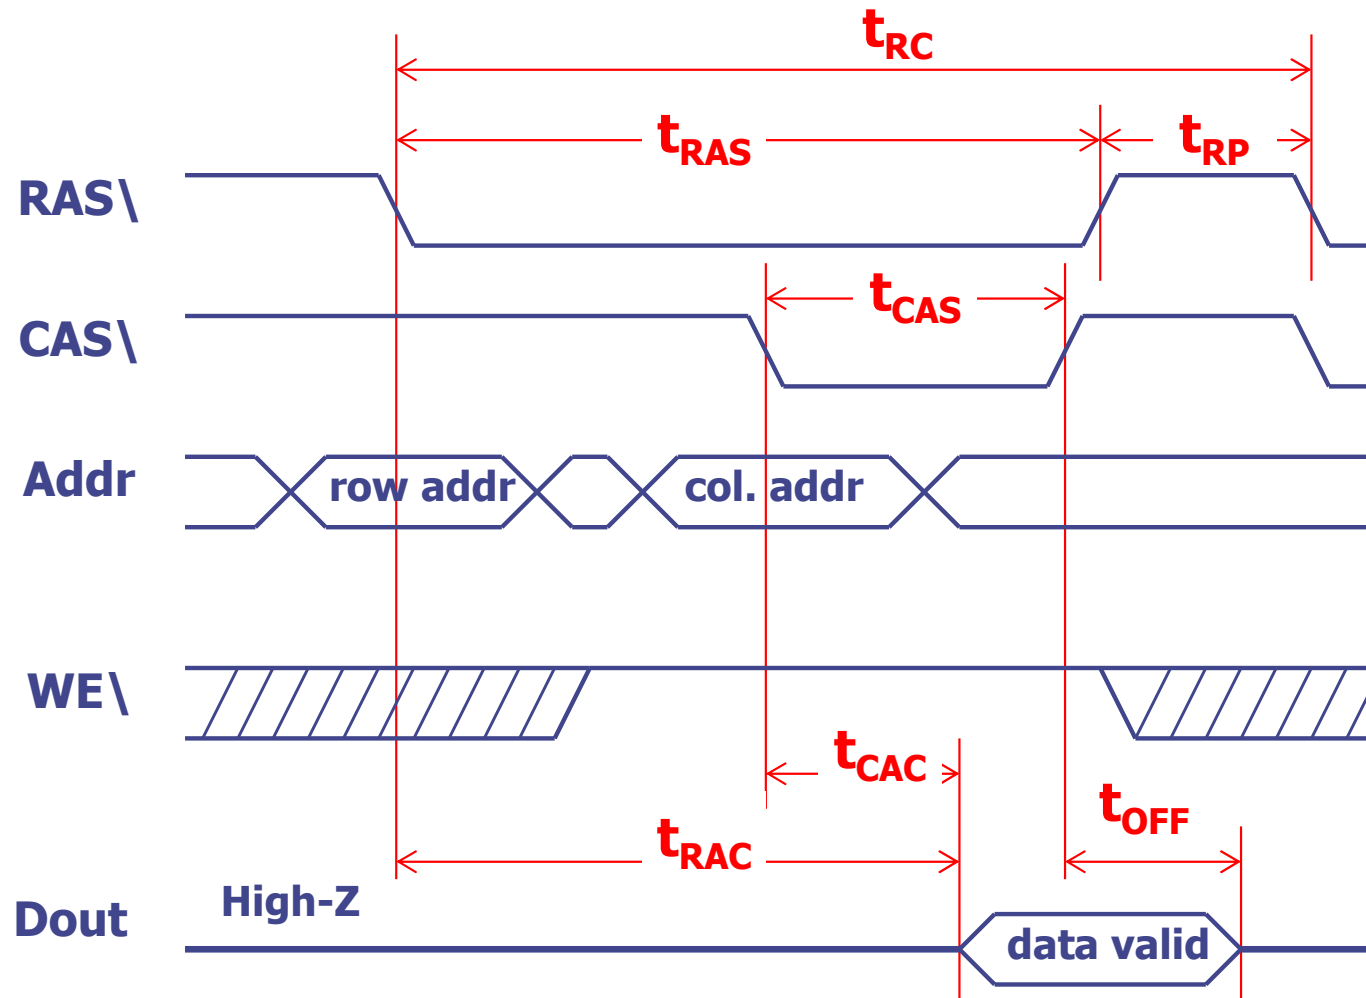 tRC
tRAS
tRP
RAS\
tCAS
CAS\
Addr
row addr
col. addr
WE\
tCAC
tOFF
tRAC
High-Z
Dout
data valid